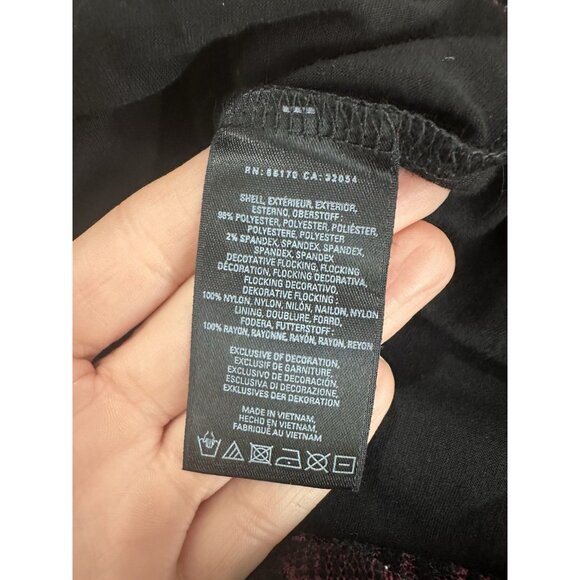 RN: 66170 CA: 32054
SHELL, EXTÉRIEUR, EXTERIOR,
ESTERNO, OBERSTOFF:
98% POLYESTER, POLYESTER, POLIÉSTER,
POLYESTERE, POLYESTER
2% SPANDEX, SPANDEX, SPANDEX,
SPANDEX, SPANDEX
DECOTATIVE FLOCKING, FLOCKING
DÉCORATION, FLOCKING DECORATIVA,
FLOCKING DECORATIVO,
DEKORATIVE FLOCKING:
100% NYLON, NYLON, NILÓN, NAILON, NYLON
LINING, DOUBLURE, FORRO,
FODERA, FUTTERSTOFF:
100% RAYON, RAYONNE, RAYÓN, RAYON, REYON
EXCLUSIVE OF DECORATION,
EXCLUSIF DE GARNITURE,
EXCLUSIVO DE DECORACIÓN,
ESCLUSIVA DI DECORAZIONE,
EXKLUSIVES DER DEKORATION
MADE IN VIETNAM,
HECHO EN VIETNAM,
FABRIQUÉ AU VIETNAM